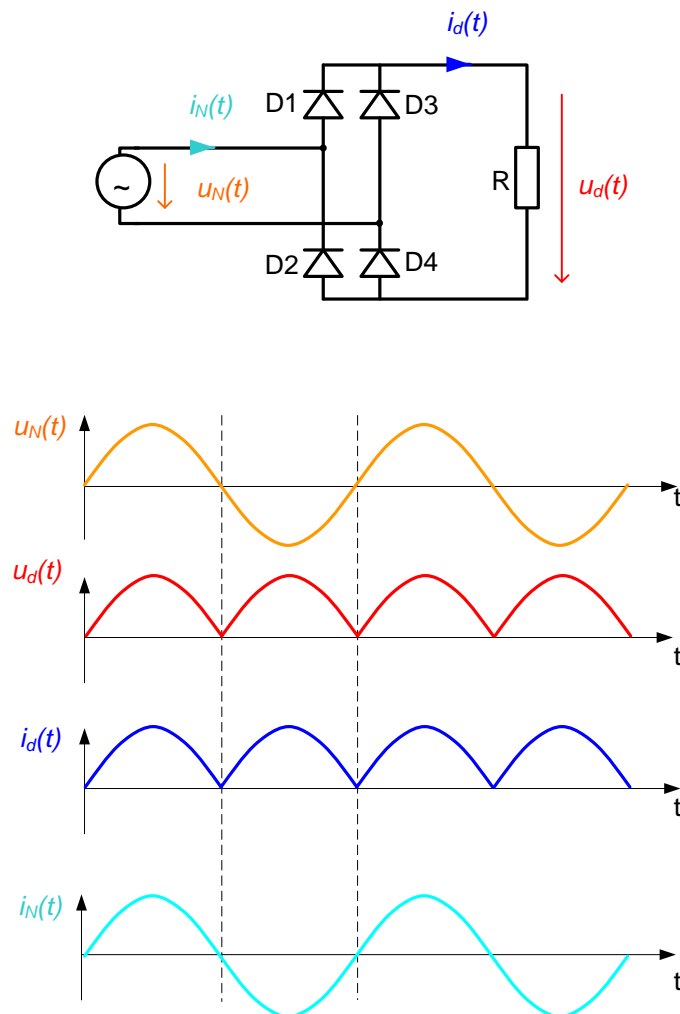 i_d(t)
D1 D3
i_N(t)
~ u_N(t) R u_d(t)
D2 D4
u_N(t)
t
u_d(t)
t
i_d(t)
t
i_N(t)
t